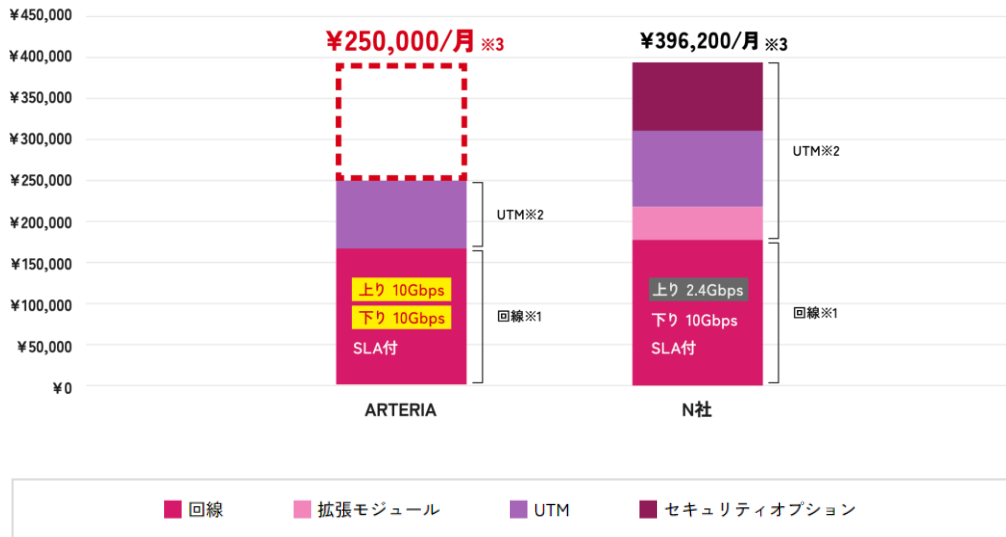 ¥450,000
¥400,000
¥350,000
¥300,000
¥250,000
¥200,000
¥150,000
¥100,000
¥50,000
¥0
¥250,000/月 ※3
UTM※2
上り 10Gbps
下り 10Gbps
SLA付
回線※1
ARTERIA
¥396,200/月 ※3
UTM※2
上り 2.4Gbps
下り 10Gbps
SLA付
回線※1
N社
回線 拡張モジュール UTM セキュリティオプション